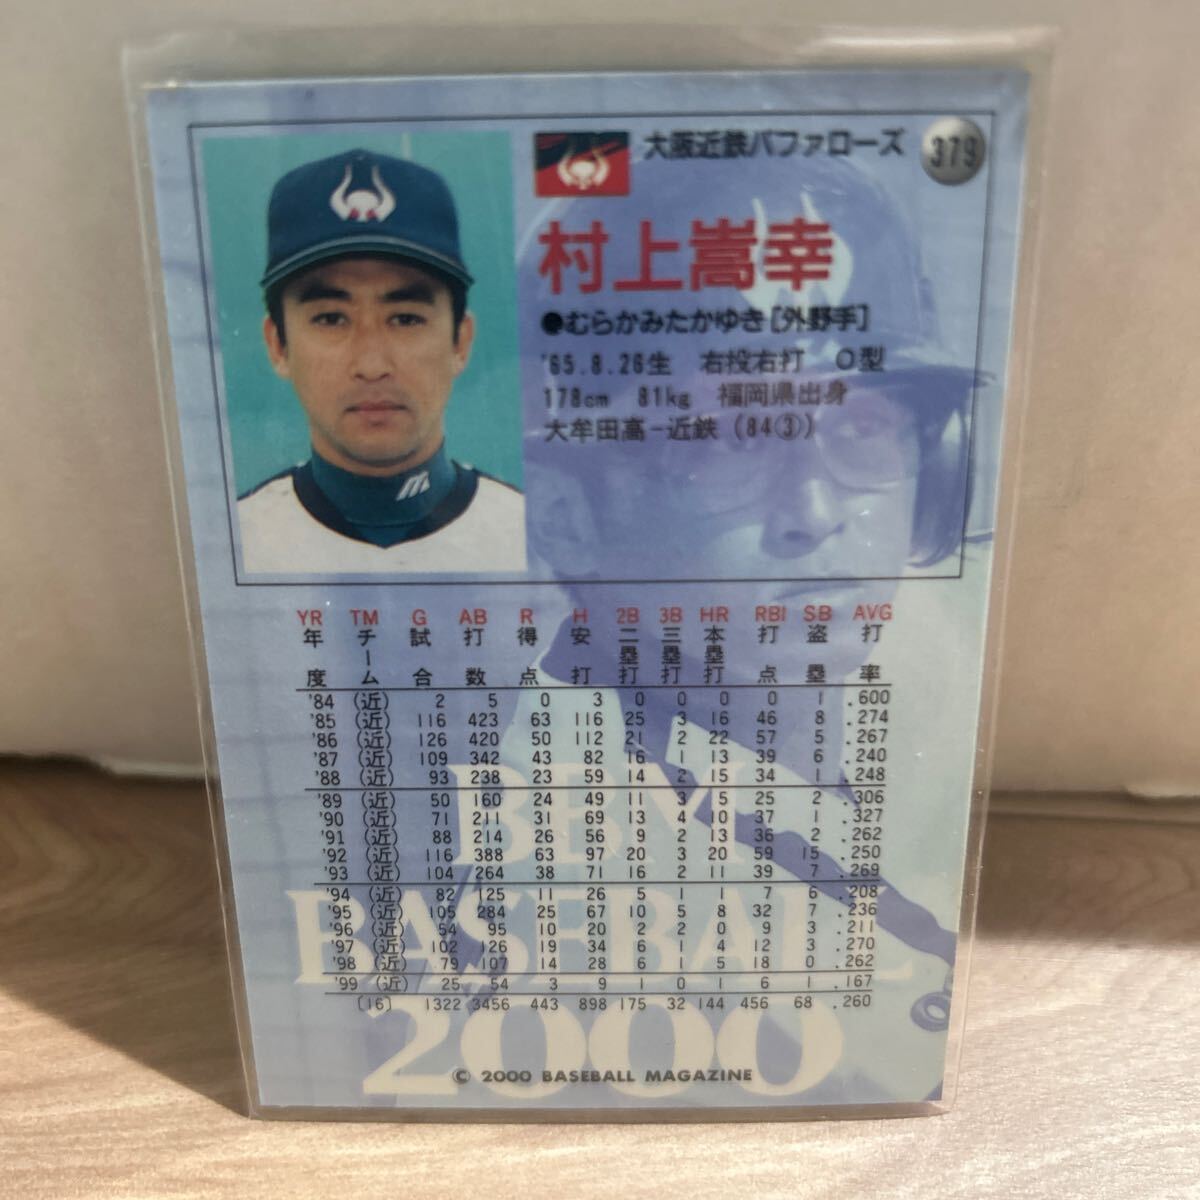 大阪近鉄バファローズ 379
村上嵩幸
●むらかみたかゆき[外野手]
'65.8.26生 右投右打 O型
178cm 81kg 福岡県出身
大牟田高-近鉄(84③)
YR TM G AB R H 2B 3B HR RBI SB AVG
年度 チーム 試合 打数 得点 安打 二塁打 三塁打 本塁打 打点 盗塁 打率
'84 (近) 2 5 0 3 0 0 0 0 1 .600
'85 (近) 116 423 63 116 25 3 16 46 8 .274
'86 (近) 126 420 50 112 21 2 22 57 5 .267
'87 (近) 109 342 43 82 16 1 13 39 6 .240
'88 (近) 93 238 23 59 14 2 15 34 1 .248
'89 (近) 50 160 24 49 11 3 5 25 2 .306
'90 (近) 71 211 31 69 13 4 10 37 1 .327
'91 (近) 88 214 26 56 9 2 13 36 2 .262
'92 (近) 116 388 63 97 20 3 20 59 15 .250
'93 (近) 104 264 38 71 16 2 11 39 7 .269
'94 (近) 82 125 11 26 5 1 1 7 6 .208
'95 (近) 105 284 25 67 10 5 8 32 7 .236
'96 (近) 54 95 10 20 2 2 0 9 3 .211
'97 (近) 102 126 19 34 6 1 4 12 3 .270
'98 (近) 79 107 14 28 6 1 5 18 0 .262
'99 (近) 25 54 3 9 1 0 1 6 1 .167
[16] 1322 3456 443 898 175 32 144 456 68 .260
BBM
BASEBALL
2000
© 2000 BASEBALL MAGAZINE